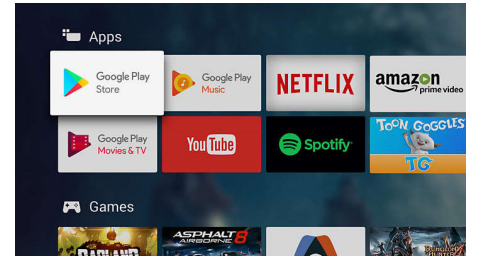 Apps
Google Play
Store
Google Play
Music
NETFLIX
amazon
prime video
Google Play
Movies & TV
YouTube
Spotify
TOON GOGGLES
TG
Games
BADLAND
ASPHALT 8
AIRBORNE